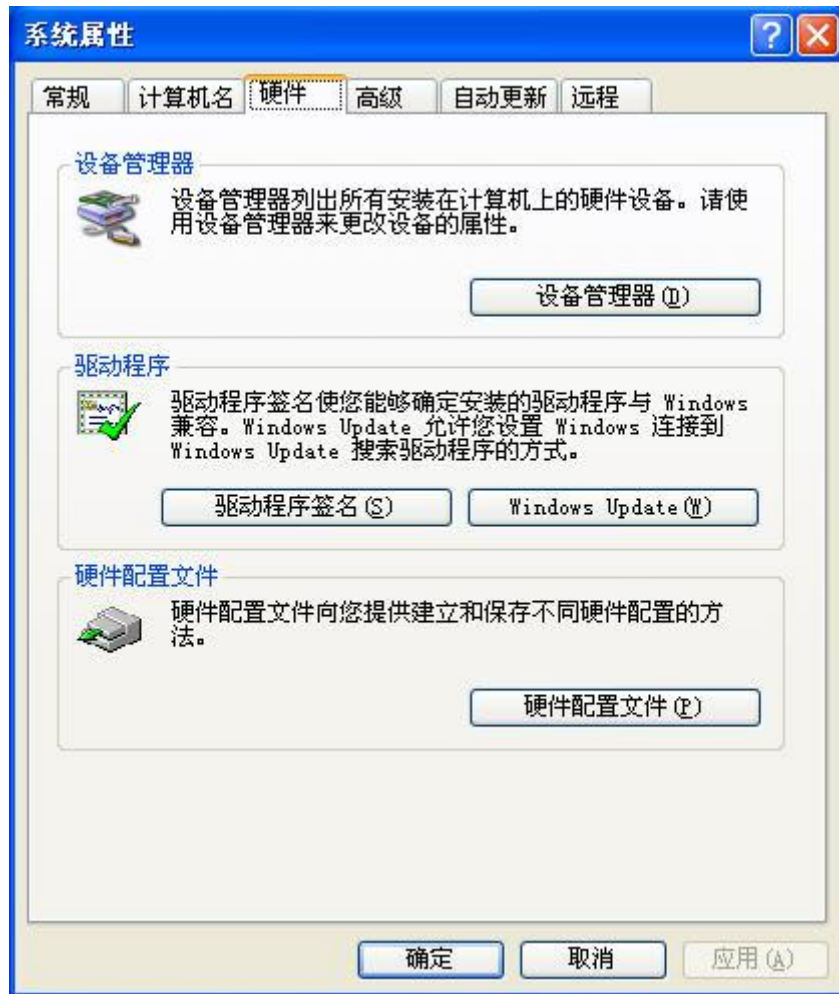 系统属性
常规 计算机名 硬件 高级 自动更新 远程
设备管理器
设备管理器列出所有安装在计算机上的硬件设备。请使
用设备管理器来更改设备的属性。
设备管理器(D)
驱动程序
驱动程序签名使您能够确定安装的驱动程序与 Windows
兼容。Windows Update 允许您设置 Windows 连接到
Windows Update 搜索驱动程序的方式。
驱动程序签名(S) Windows Update(W)
硬件配置文件
硬件配置文件向您提供建立和保存不同硬件配置的方
法。
硬件配置文件(P)
确定 取消 应用(A)